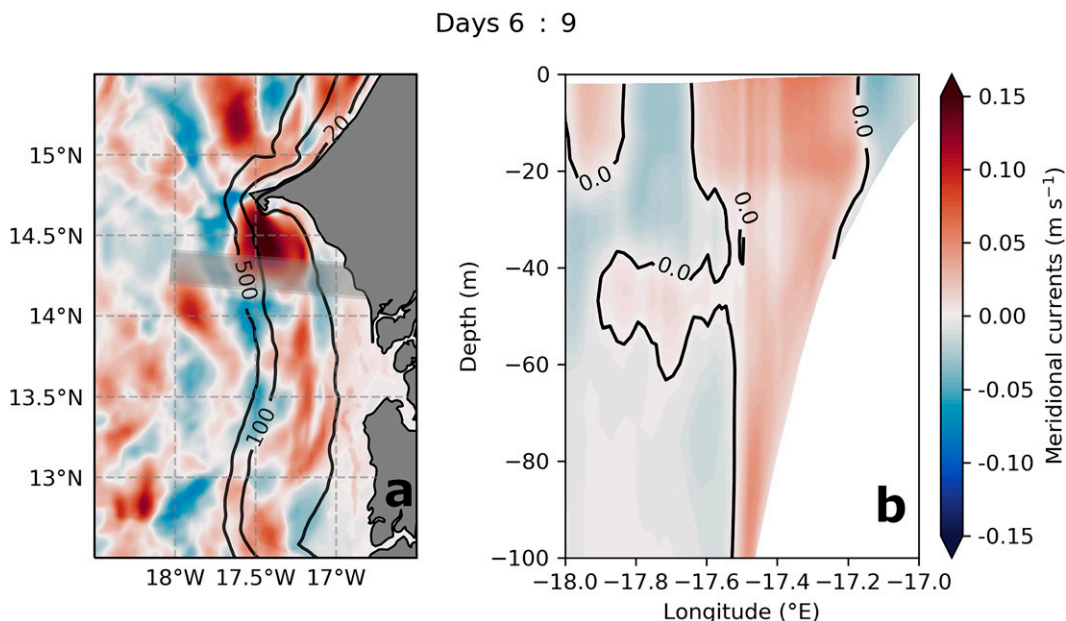 Days 6 : 9
15°N
14.5°N
14°N
13.5°N
13°N
18°W 17.5°W 17°W
20
500
100
a
0
−20
−40
−60
−80
−100
Depth (m)
−18.0 −17.8 −17.6 −17.4 −17.2 −17.0
Longitude (°E)
0.0
0.0
0.0
0.0
b
0.15
0.10
0.05
0.00
-0.05
-0.10
-0.15
Meridional currents (m s⁻¹)